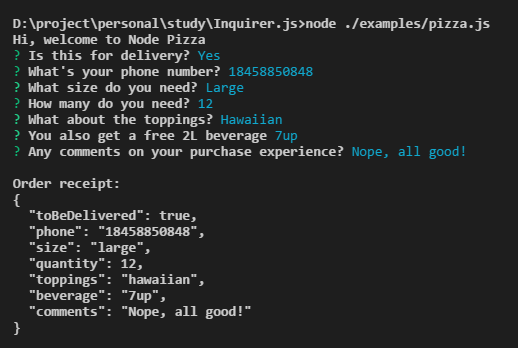 D:\project\personal\study\Inquirer.js>node ./examples/pizza.js
Hi, welcome to Node Pizza
? Is this for delivery? Yes
? What's your phone number? 18458850848
? What size do you need? Large
? How many do you need? 12
? What about the toppings? Hawaiian
? You also get a free 2L beverage 7up
? Any comments on your purchase experience? Nope, all good!
Order receipt:
{
  "toBeDelivered": true,
  "phone": "18458850848",
  "size": "large",
  "quantity": 12,
  "toppings": "hawaiian",
  "beverage": "7up",
  "comments": "Nope, all good!"
}